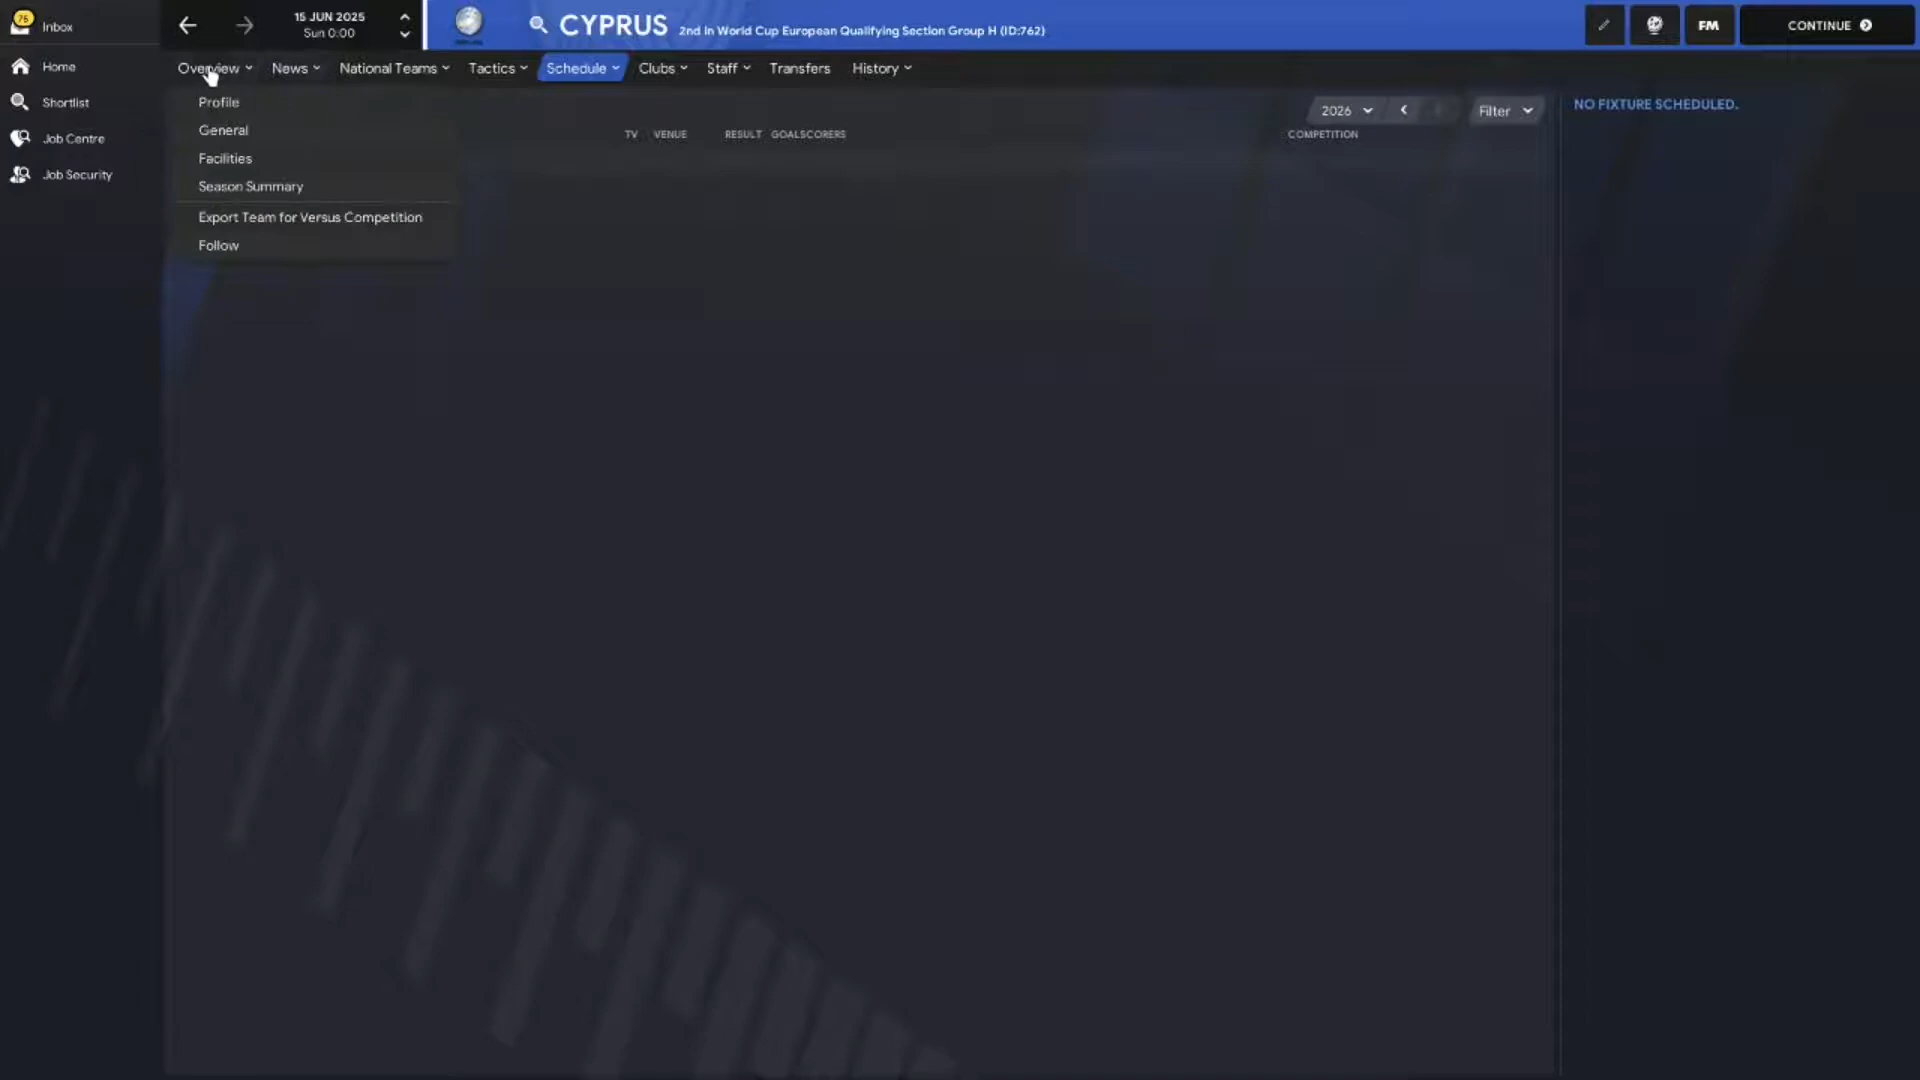 76 Inbox
Home
Shortlist
Job Centre
Job Security
15 JUN 2025
Sun 0:00
CYPRUS 2nd in World Cup European Qualifying Section Group H (ID:762)
FM
CONTINUE
Overview News National Teams Tactics Schedule Clubs Staff Transfers History
Profile
General
Facilities
Season Summary
Export Team for Versus Competition
Follow
2026 Filter
TV VENUE RESULT GOALSCORERS COMPETITION
NO FIXTURE SCHEDULED.